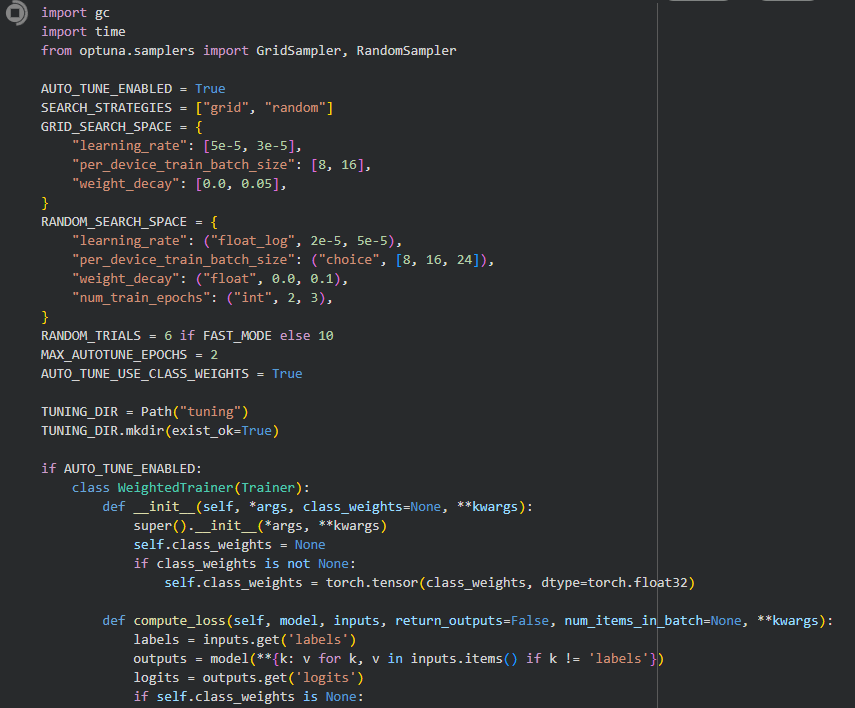 import gc
import time
from optuna.samplers import GridSampler, RandomSampler

AUTO_TUNE_ENABLED = True
SEARCH_STRATEGIES = ["grid", "random"]
GRID_SEARCH_SPACE = {
    "learning_rate": [5e-5, 3e-5],
    "per_device_train_batch_size": [8, 16],
    "weight_decay": [0.0, 0.05],
}
RANDOM_SEARCH_SPACE = {
    "learning_rate": ("float_log", 2e-5, 5e-5),
    "per_device_train_batch_size": ("choice", [8, 16, 24]),
    "weight_decay": ("float", 0.0, 0.1),
    "num_train_epochs": ("int", 2, 3),
}
RANDOM_TRIALS = 6 if FAST_MODE else 10
MAX_AUTOTUNE_EPOCHS = 2
AUTO_TUNE_USE_CLASS_WEIGHTS = True

TUNING_DIR = Path("tuning")
TUNING_DIR.mkdir(exist_ok=True)

if AUTO_TUNE_ENABLED:
    class WeightedTrainer(Trainer):
        def __init__(self, *args, class_weights=None, **kwargs):
            super().__init__(*args, **kwargs)
            self.class_weights = None
            if class_weights is not None:
                self.class_weights = torch.tensor(class_weights, dtype=torch.float32)

        def compute_loss(self, model, inputs, return_outputs=False, num_items_in_batch=None, **kwargs):
            labels = inputs.get('labels')
            outputs = model(**{k: v for k, v in inputs.items() if k != 'labels'})
            logits = outputs.get('logits')
            if self.class_weights is None: